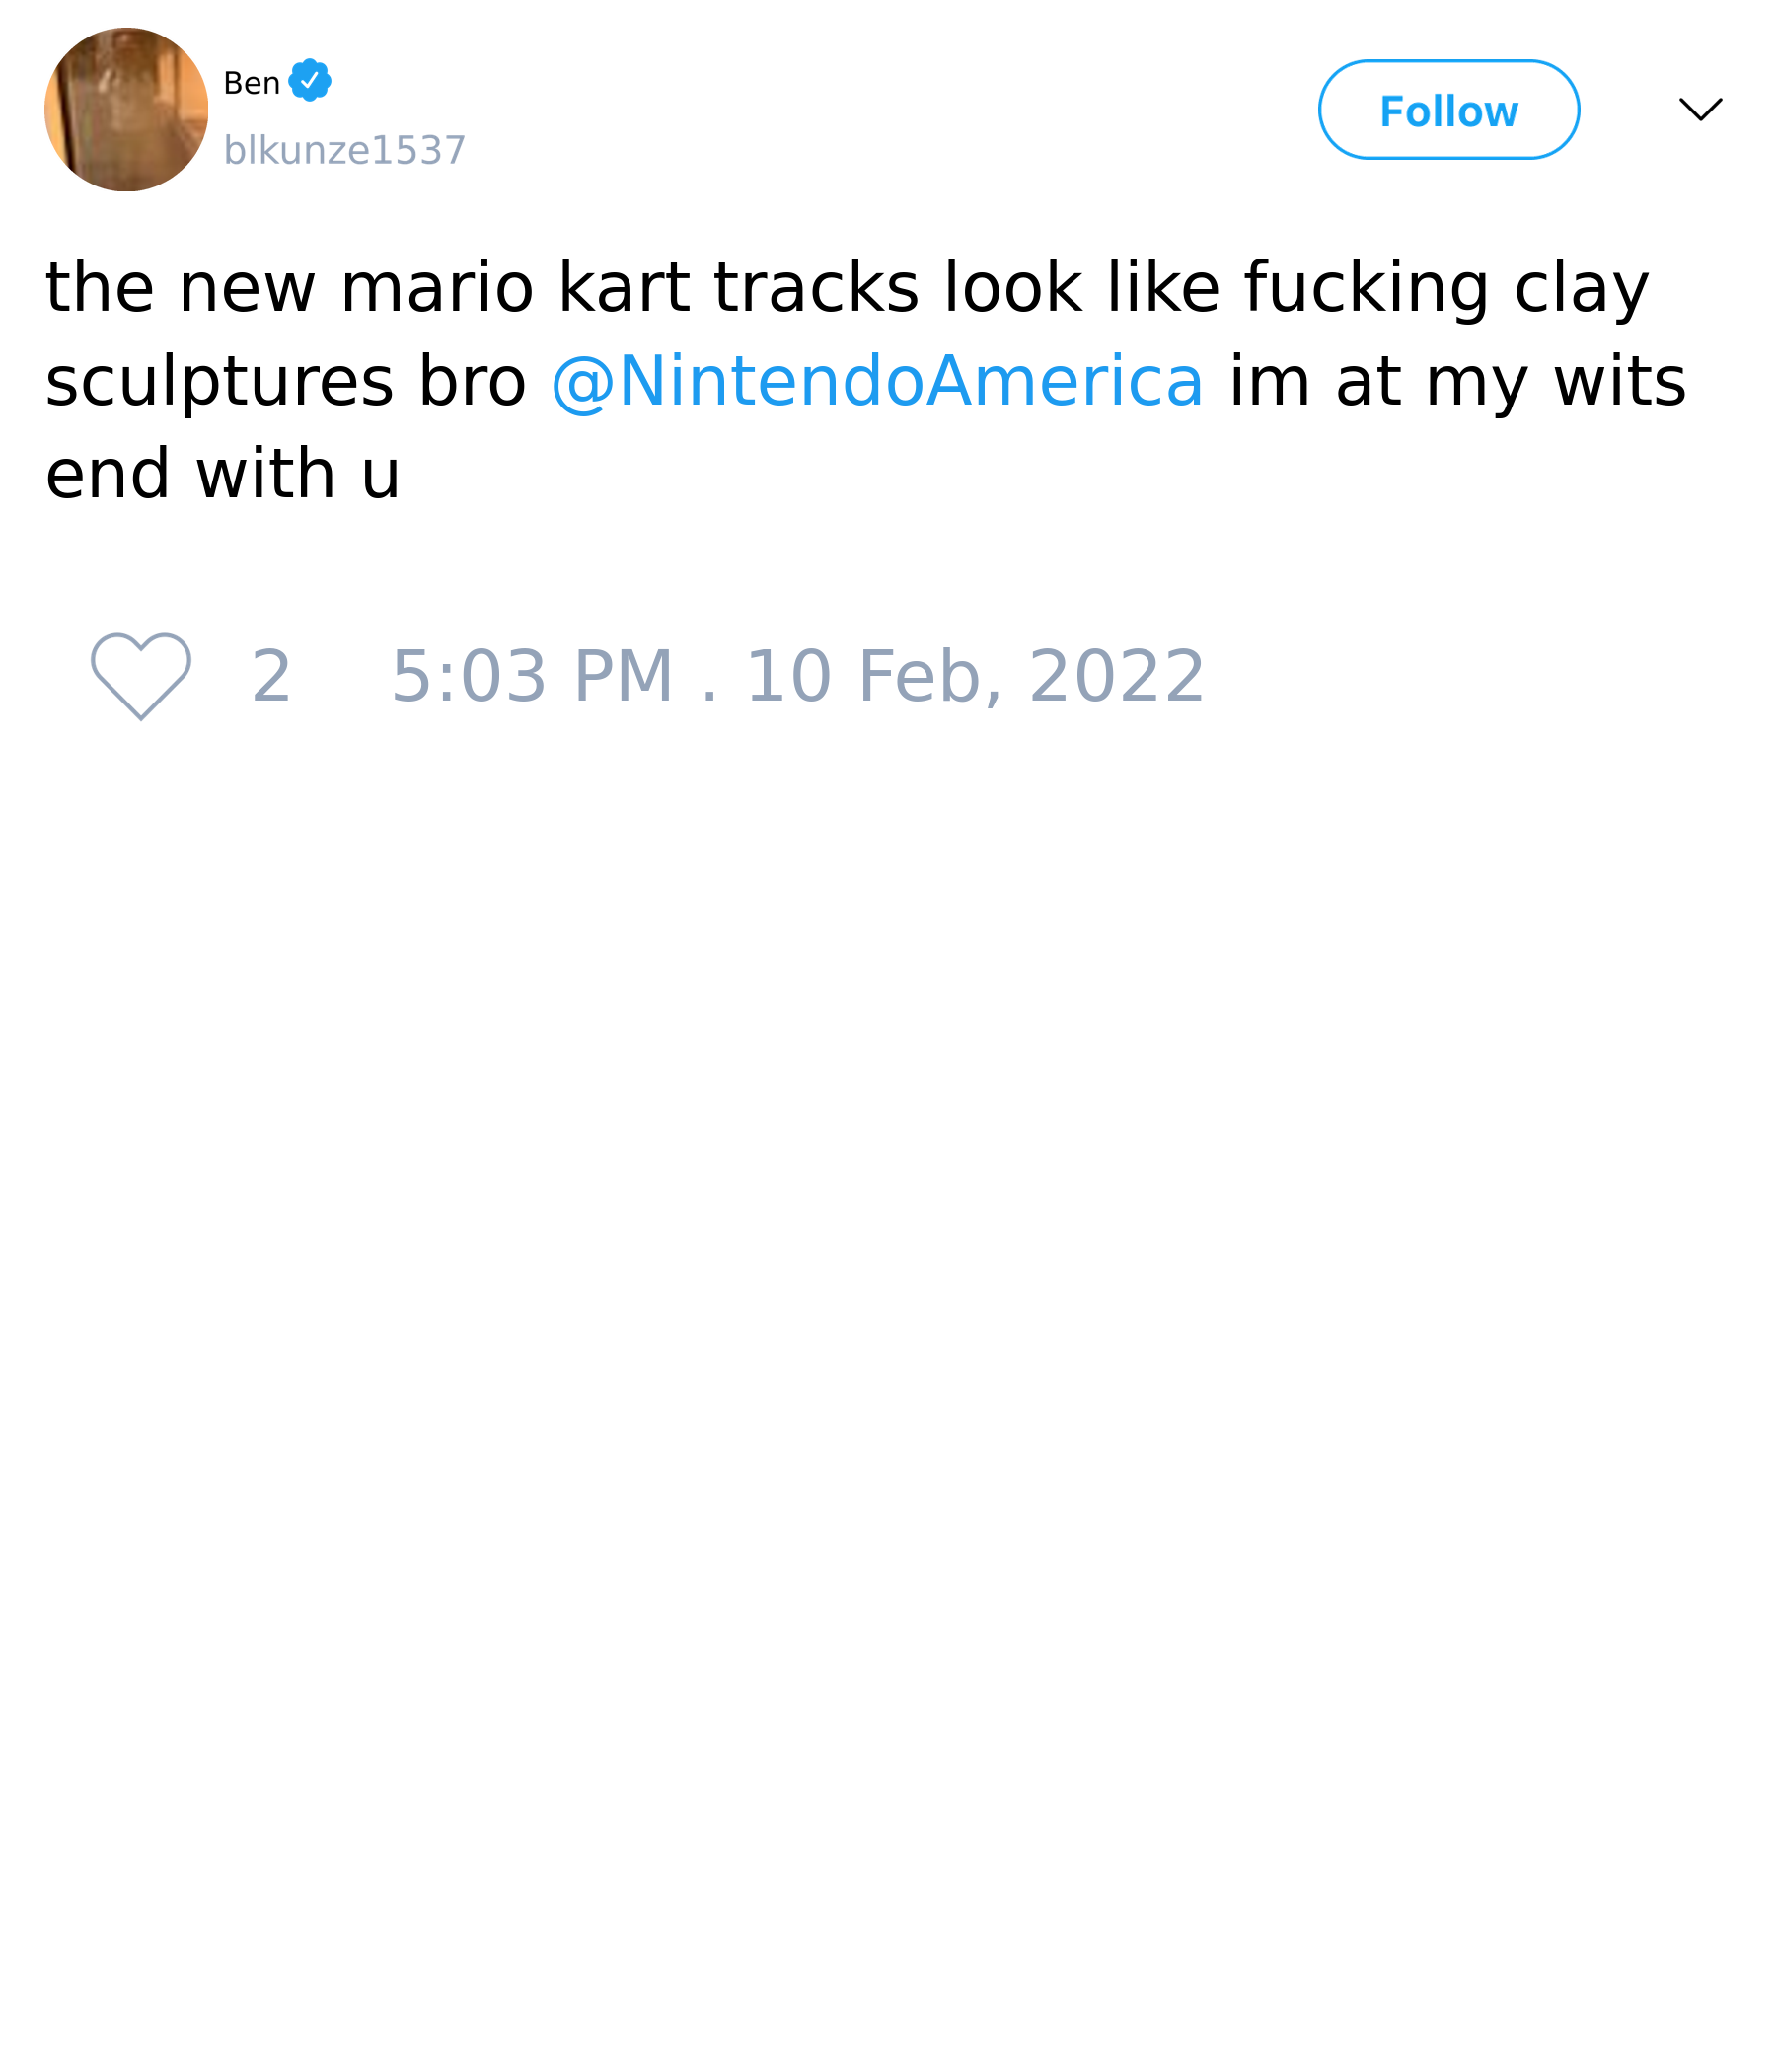 Ben
blkunze1537
Follow
the new mario kart tracks look like fucking clay
sculptures bro @NintendoAmerica im at my wits
end with u
2 5:03 PM . 10 Feb, 2022